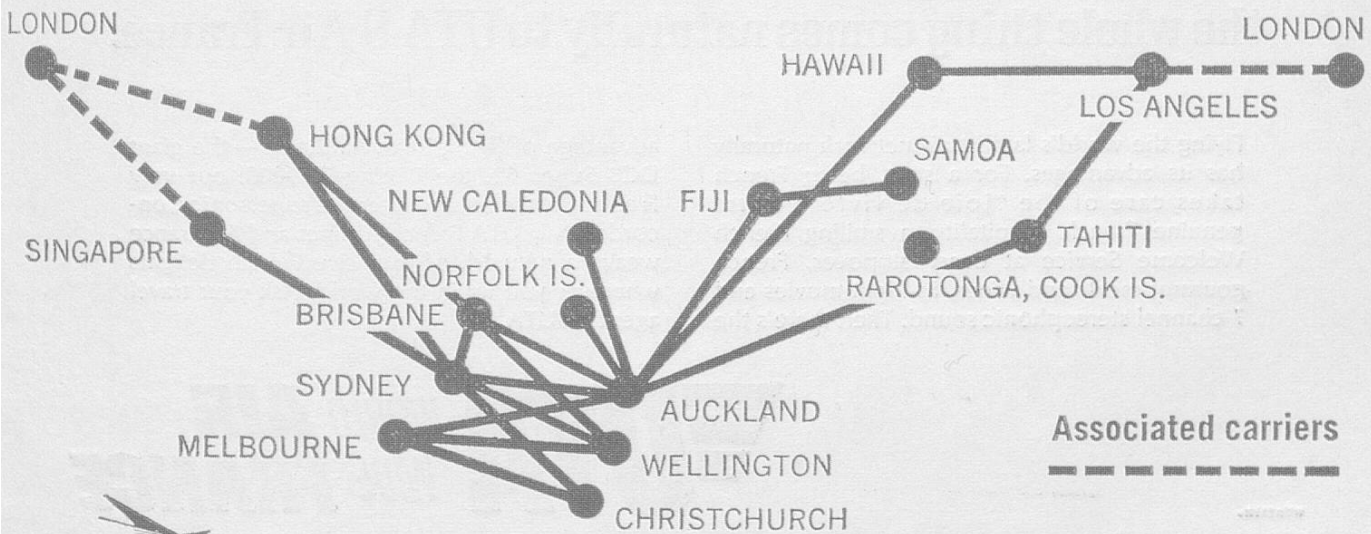 LONDON
LONDON
HAWAII
LOS ANGELES
HONG KONG
SAMOA
NEW CALEDONIA
FIJI
TAHITI
SINGAPORE
NORFOLK IS.
RAROTONGA, COOK IS.
BRISBANE
SYDNEY
AUCKLAND
Associated carriers
MELBOURNE
WELLINGTON
CHRISTCHURCH